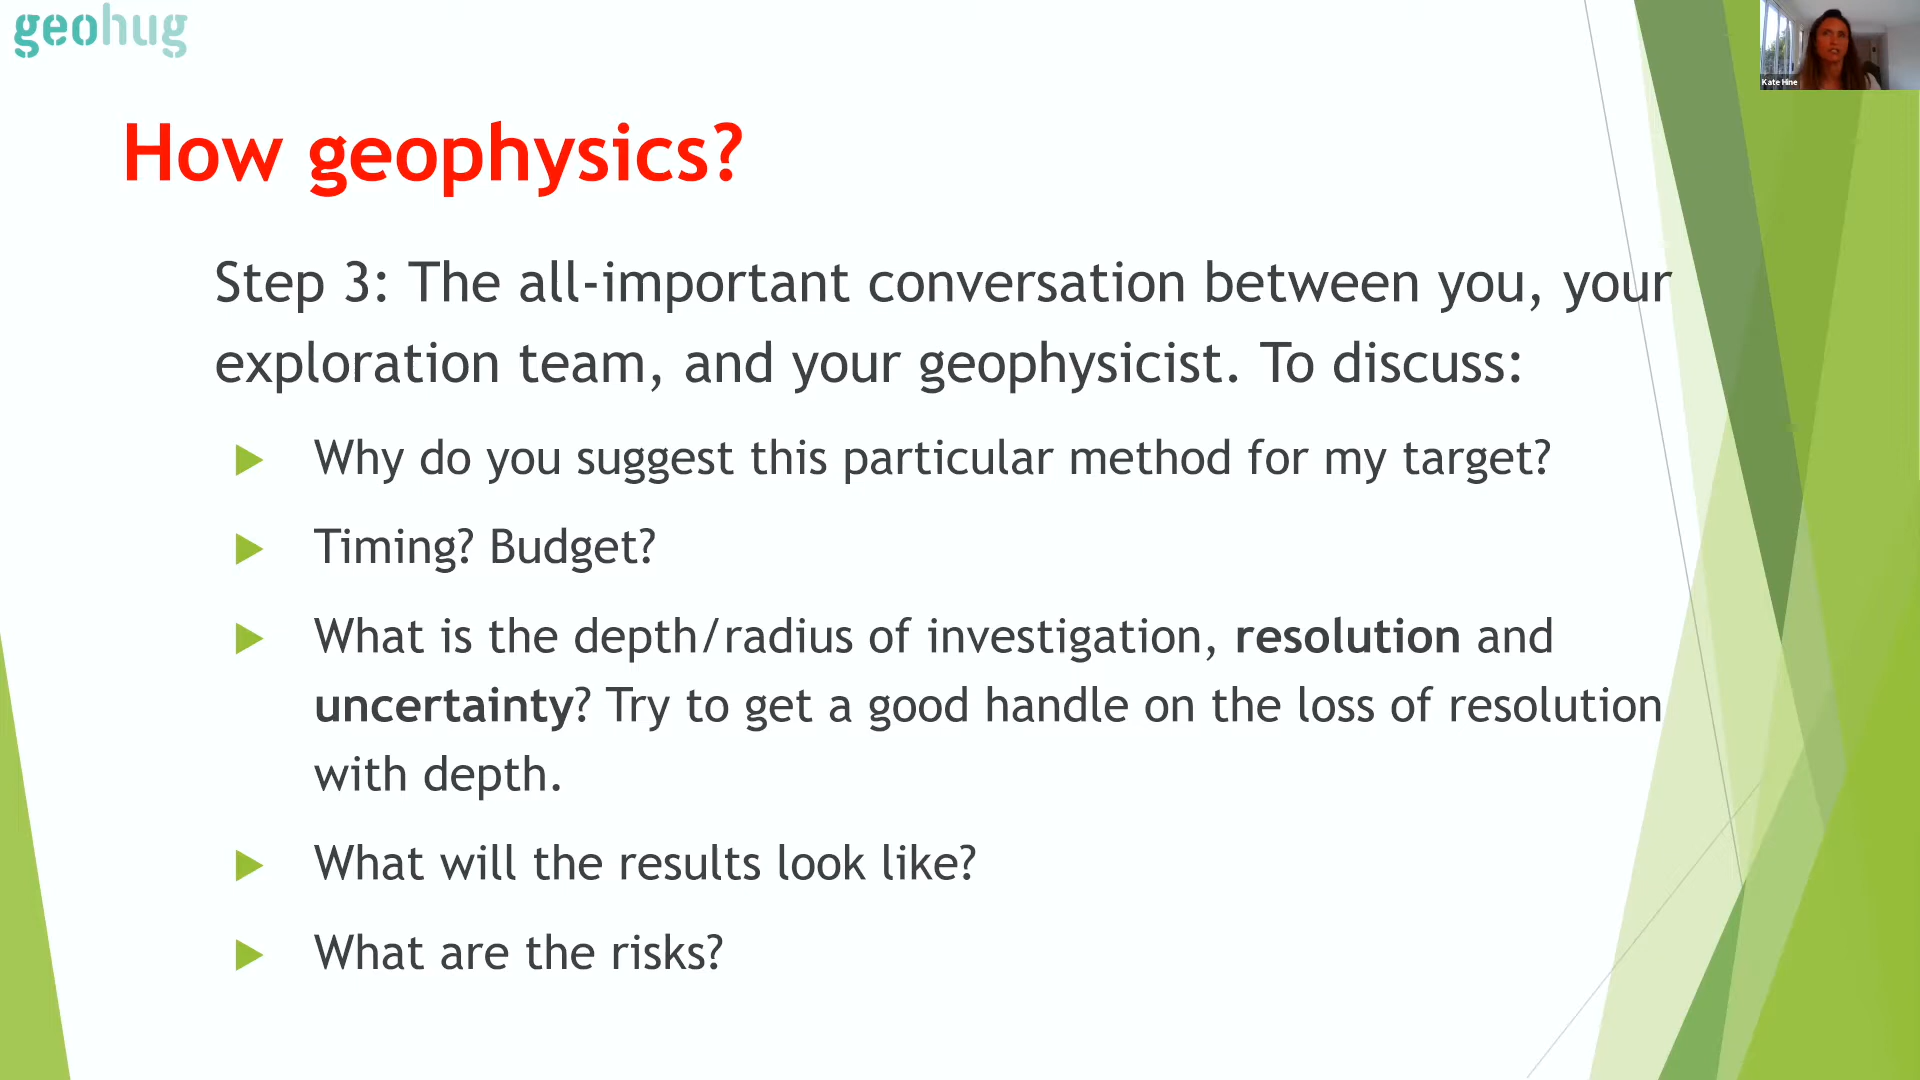 geohug
Kate Hine
How geophysics?
Step 3: The all-important conversation between you, your
exploration team, and your geophysicist. To discuss:
Why do you suggest this particular method for my target?
Timing? Budget?
What is the depth/radius of investigation, resolution and
uncertainty? Try to get a good handle on the loss of resolution
with depth.
What will the results look like?
What are the risks?